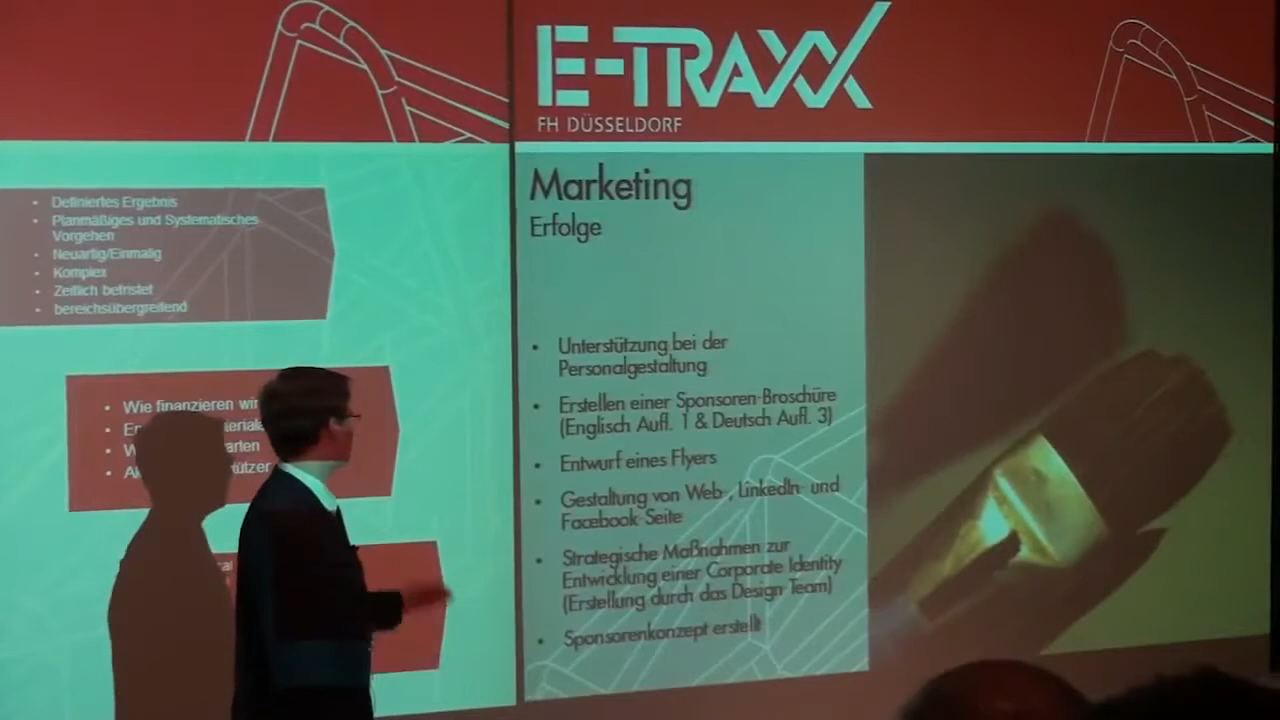 E-TRAXX
FH DÜSSELDORF
Definiertes Ergebnis
Planmäßiges und Systematisches
Vorgehen
Neuartig/Einmalig
Komplex
Zeitlich befristet
bereichsübergreifend
Wie finanzieren wir
Marketing
Erfolge
Unterstützung bei der
Personalgestaltung
Erstellen einer Sponsoren-Broschüre
(Englisch Aufl. 1 & Deutsch Aufl. 3)
Entwurf eines Flyers
Gestaltung von Web-, LinkedIn- und
Facebook-Seite
Strategische Maßnahmen zur
Entwicklung einer Corporate Identity
(Erstellung durch das Design-Team)
Sponsorenkonzept erstellt